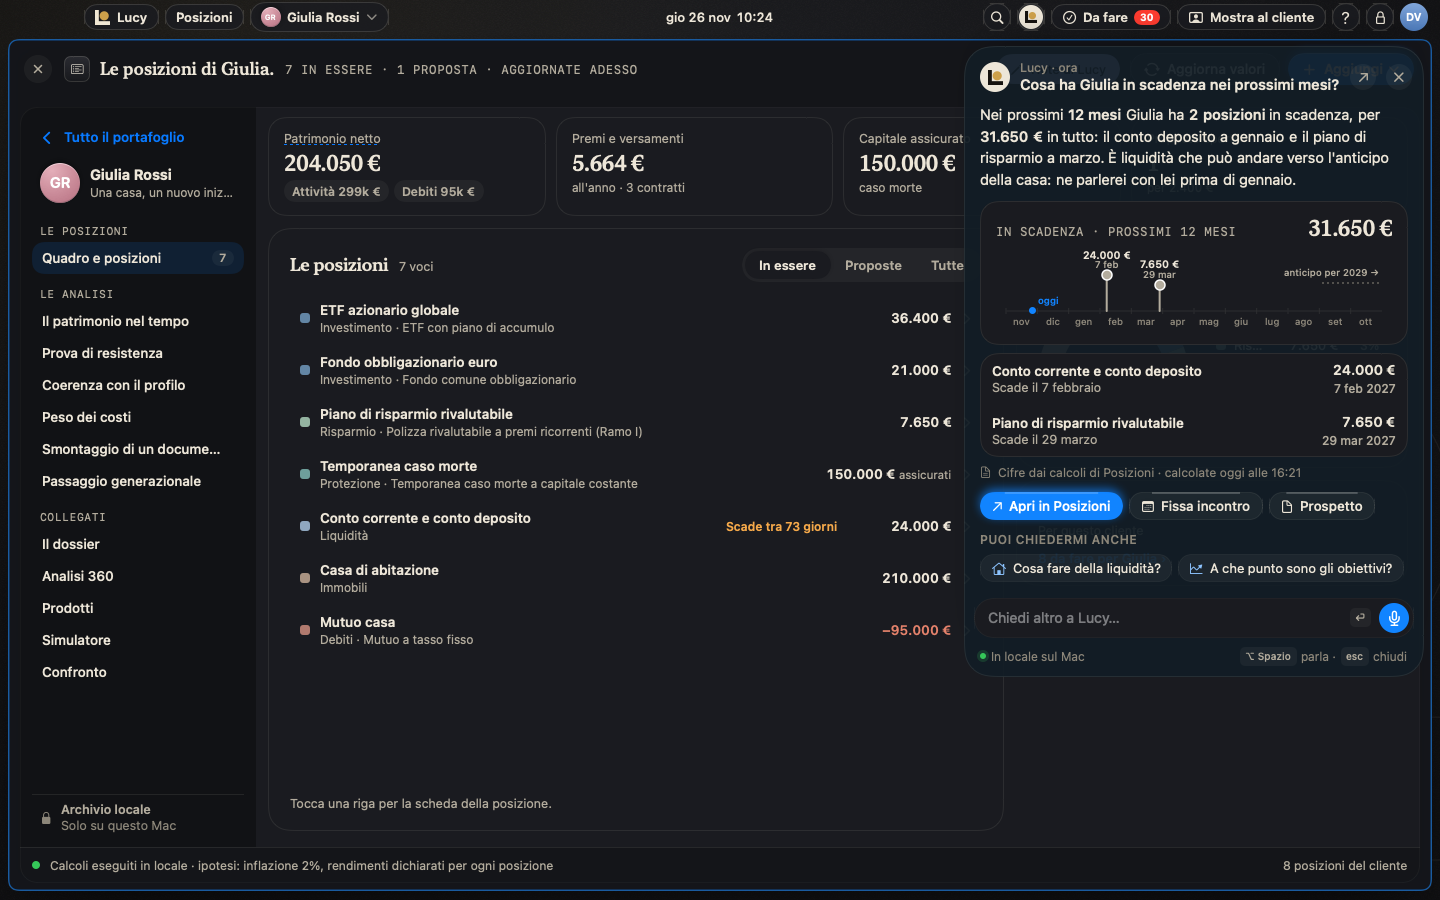 Lucy
Posizioni
GR Giulia Rossi
gio 26 nov 10:24
Da fare 30
Mostra al cliente
?
DV
Le posizioni di Giulia.
7 IN ESSERE · 1 PROPOSTA · AGGIORNATE ADESSO
Tutto il portafoglio
GR
Giulia Rossi
Una casa, un nuovo iniz...
LE POSIZIONI
Quadro e posizioni 7
LE ANALISI
Il patrimonio nel tempo
Prova di resistenza
Coerenza con il profilo
Peso dei costi
Smontaggio di un docume...
Passaggio generazionale
COLLEGATI
Il dossier
Analisi 360
Prodotti
Simulatore
Confronto
Archivio locale
Solo su questo Mac
Patrimonio netto
204.050 €
Attività 299k € Debiti 95k €
Premi e versamenti
5.664 €
all'anno · 3 contratti
Capitale assicurat
150.000 €
caso morte
Le posizioni 7 voci
In essere Proposte Tutte
ETF azionario globale
Investimento · ETF con piano di accumulo
36.400 €
Fondo obbligazionario euro
Investimento · Fondo comune obbligazionario
21.000 €
Piano di risparmio rivalutabile
Risparmio · Polizza rivalutabile a premi ricorrenti (Ramo I)
7.650 €
Temporanea caso morte
Protezione · Temporanea caso morte a capitale costante
150.000 € assicurati
Conto corrente e conto deposito
Liquidità
Scade tra 73 giorni
24.000 €
Casa di abitazione
Immobili
210.000 €
Mutuo casa
Debiti · Mutuo a tasso fisso
−95.000 €
Tocca una riga per la scheda della posizione.
Aggiorna valori
Lucy · ora
Cosa ha Giulia in scadenza nei prossimi mesi?
Nei prossimi 12 mesi Giulia ha 2 posizioni in scadenza, per
31.650 € in tutto: il conto deposito a gennaio e il piano di
risparmio a marzo. È liquidità che può andare verso l'anticipo
della casa: ne parlerei con lei prima di gennaio.
IN SCADENZA · PROSSIMI 12 MESI
31.650 €
24.000 €
7 feb
7.650 €
29 mar
anticipo per 2029 →
oggi
nov dic gen feb mar apr mag giu lug ago set ott
Conto corrente e conto deposito
Scade il 7 febbraio
24.000 €
7 feb 2027
Piano di risparmio rivalutabile
Scade il 29 marzo
7.650 €
29 mar 2027
Cifre dai calcoli di Posizioni · calcolate oggi alle 16:21
Apri in Posizioni
Fissa incontro
Prospetto
PUOI CHIEDERMI ANCHE
Cosa fare della liquidità?
A che punto sono gli obiettivi?
Chiedi altro a Lucy...
In locale sul Mac
⌥ Spazio parla · esc chiudi
Calcoli eseguiti in locale · ipotesi: inflazione 2%, rendimenti dichiarati per ogni posizione
8 posizioni del cliente